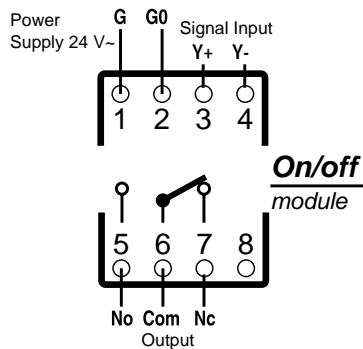 Power
Supply 24 V~
G G0
Signal Input
Y+ Y-
1 2 3 4
On/off
module
5 6 7 8
No Com Nc
Output